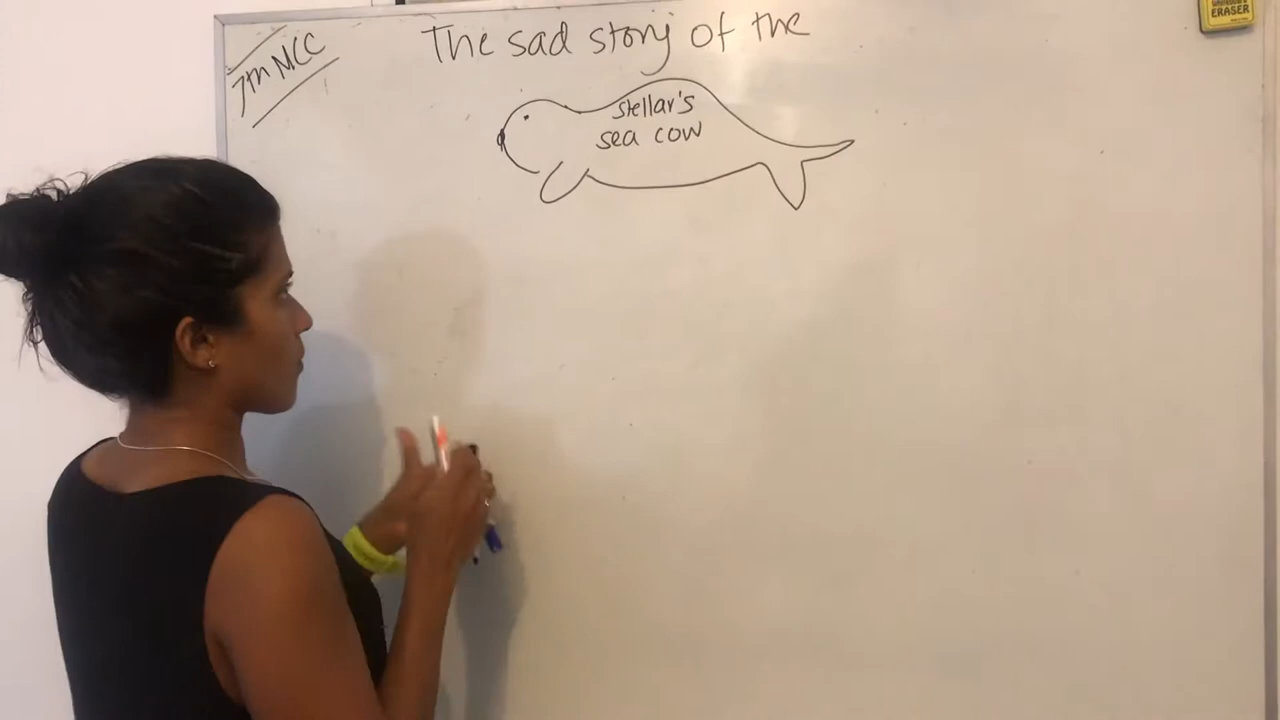 7th MCC
The sad story of the
Stellar's
sea cow
ERASER